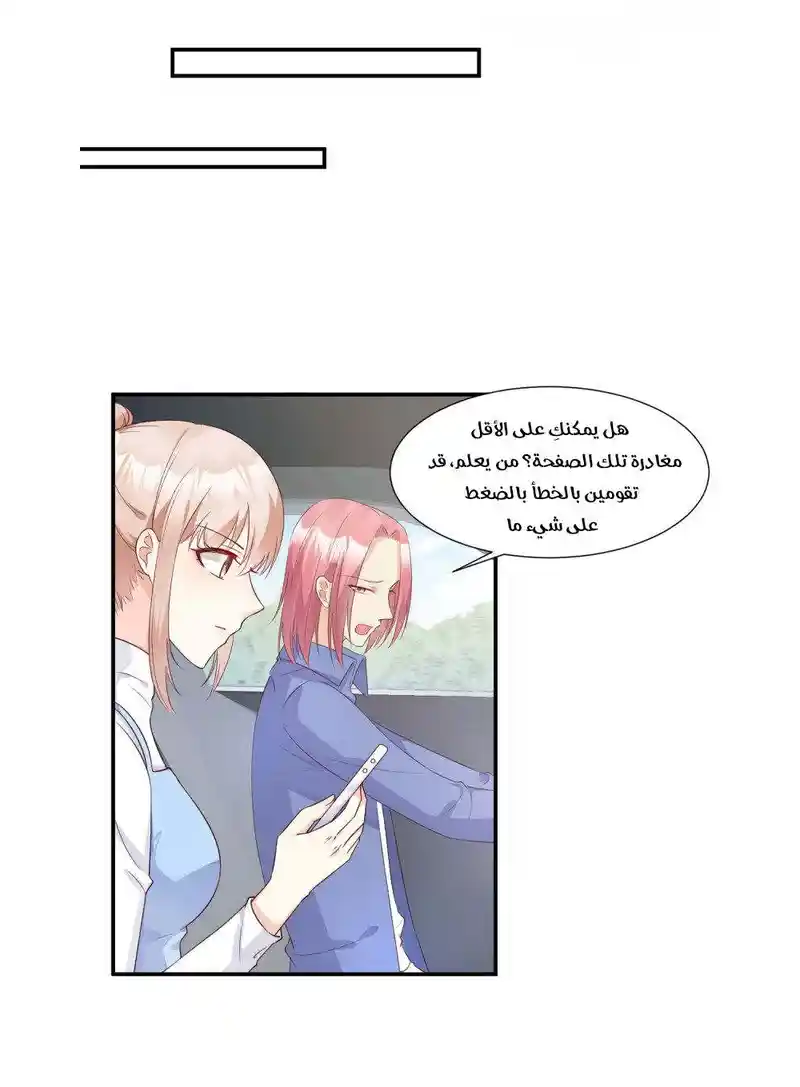 هل يمكنكِ على الأقل
مغادرة تلك الصفحة؟ من يعلم، قد
تقومين بالخطأ بالضغط
على شيء ما